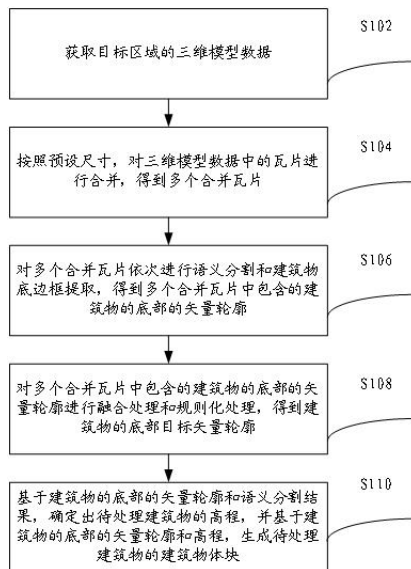 S102
获取目标区域的三维模型数据
S104
按照预设尺寸，对三维模型数据中的瓦片进
行合并，得到多个合并瓦片
S106
对多个合并瓦片依次进行语义分割和建筑物
底边框提取，得到多个合并瓦片中包含的建
筑物的底部的矢量轮廓
S108
对多个合并瓦片中包含的建筑物的底部的矢
量轮廓进行融合处理和规则化处理，得到建
筑物的底部目标矢量轮廓
S110
基于建筑物的底部的矢量轮廓和语义分割结
果，确定出待处理建筑物的高程，并基于建
筑物的底部的矢量轮廓和高程，生成待处理
建筑物的建筑物体块